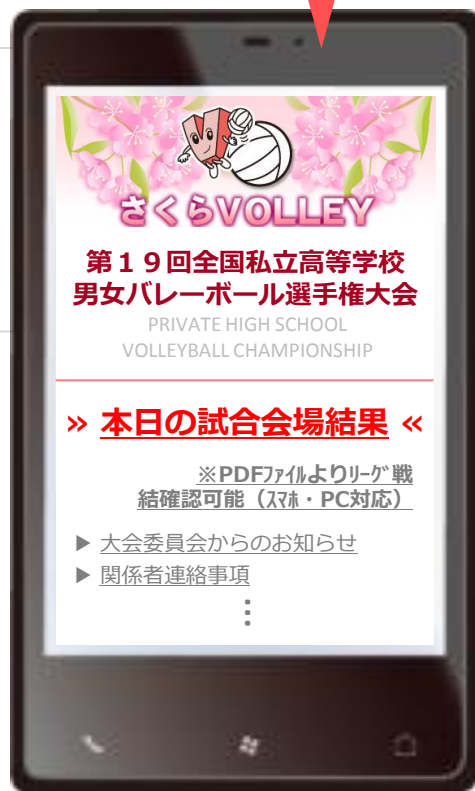 さくらVOLLEY
第１９回全国私立高等学校
男女バレーボール選手権大会
PRIVATE HIGH SCHOOL
VOLLEYBALL CHAMPIONSHIP
» 本日の試合会場結果 «
※PDFﾌｧｲﾙよりﾘｰｸﾞ戦
結確認可能（ｽﾏﾎ・PC対応）
▶ 大会委員会からのお知らせ
▶ 関係者連絡事項
⋮